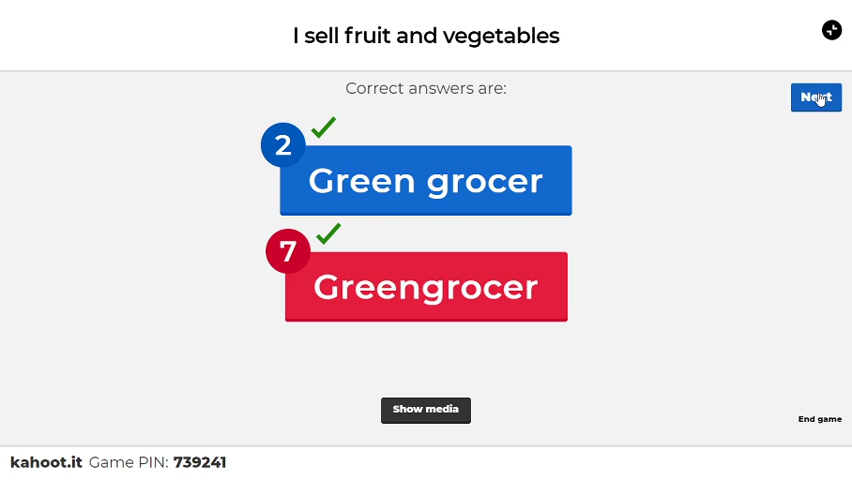 I sell fruit and vegetables
Correct answers are:
Next
2
Green grocer
7
Greengrocer
Show media
End game
kahoot.it Game PIN: 739241